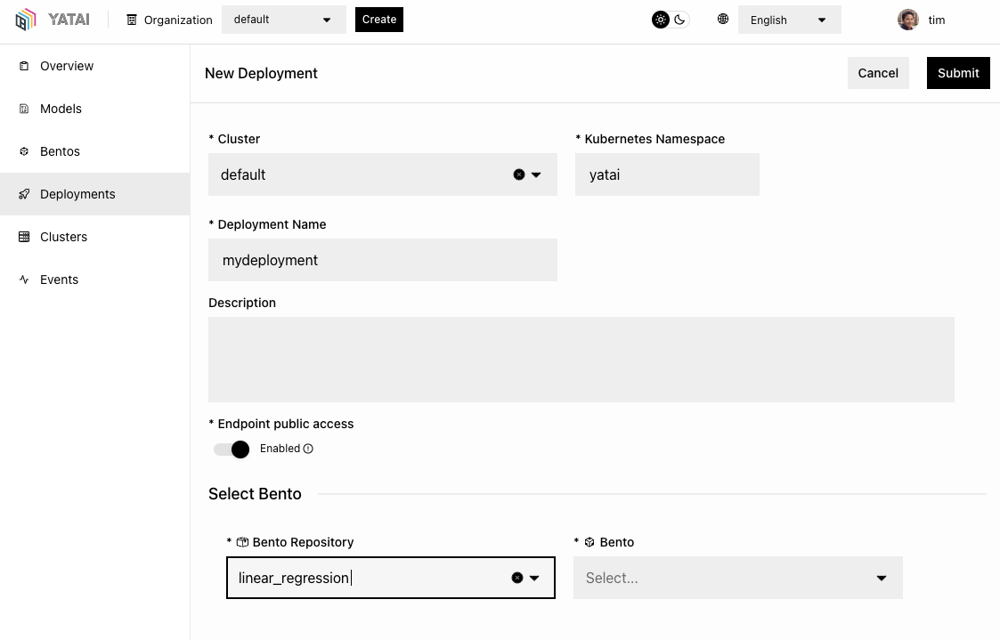 YATAI
Organization
default
Create
English
tim
Overview
Models
Bentos
Deployments
Clusters
Events
New Deployment
Cancel
Submit
* Cluster
* Kubernetes Namespace
default
yatai
* Deployment Name
mydeployment
Description
* Endpoint public access
Enabled
Select Bento
* Bento Repository
* Bento
linear_regression
Select...